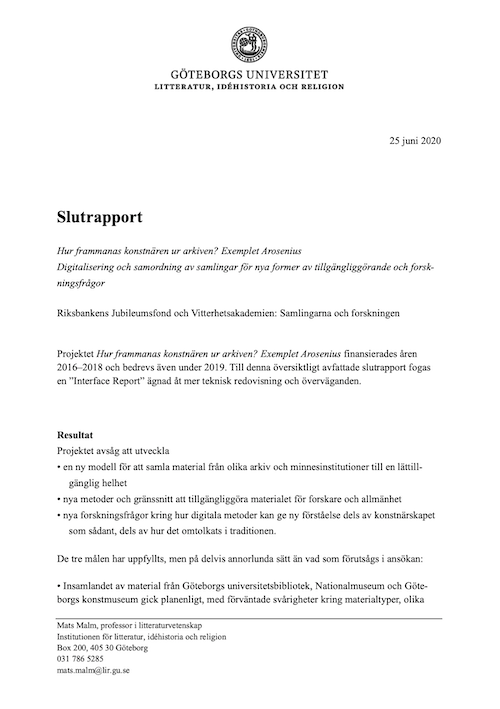 GÖTEBORGS UNIVERSITET
LITTERATUR, IDÉHISTORIA OCH RELIGION
25 juni 2020
Slutrapport
Hur frammanas konstnären ur arkiven? Exemplet Arosenius
Digitalisering och samordning av samlingar för nya former av tillgängliggörande och forsk-
ningsfrågor
Riksbankens Jubileumsfond och Vitterhetsakademien: Samlingarna och forskningen
Projektet Hur frammanas konstnären ur arkiven? Exemplet Arosenius finansierades åren
2016–2018 och bedrevs även under 2019. Till denna översiktligt avfattade slutrapport fogas
en ”Interface Report” ägnad åt mer teknisk redovisning och överväganden.
Resultat
Projektet avsåg att utveckla
• en ny modell för att samla material från olika arkiv och minnesinstitutioner till en lättill-
gänglig helhet
• nya metoder och gränssnitt att tillgängliggöra materialet för forskare och allmänhet
• nya forskningsfrågor kring hur digitala metoder kan ge ny förståelse dels av konstnärskapet
som sådant, dels av hur det omtolkats i traditionen.
De tre målen har uppfyllts, men på delvis annorlunda sätt än vad som förutsågs i ansökan:
• Insamlandet av material från Göteborgs universitetsbibliotek, Nationalmuseum och Göte-
borgs konstmuseum gick planenligt, med förväntade svårigheter kring materialtyper, olika
Mats Malm, professor i litteraturvetenskap
Institutionen för litteratur, idéhistoria och religion
Box 200, 405 30 Göteborg
031 786 5285
mats.malm@lir.gu.se